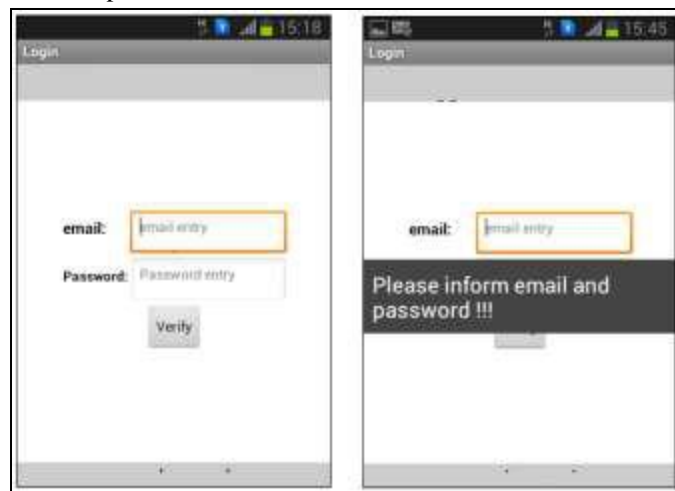 15:18
Login
email:
email entry
Password:
Password entry
Verify
15:45
Login
email:
email entry
Please inform email and
password !!!